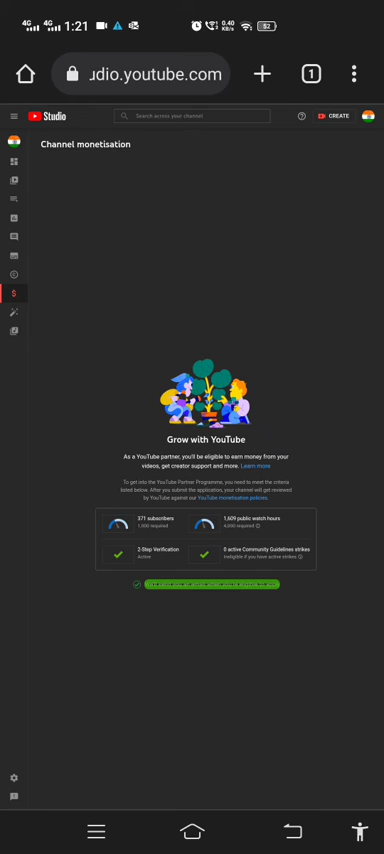 4G 4G 1:21 0.40 KB/s 52
udio.youtube.com 1
Studio Search across your channel CREATE
Channel monetisation
Grow with YouTube
As a YouTube partner, you'll be eligible to earn money from your
videos, get creator support and more. Learn more
To get into the YouTube Partner Programme, you need to meet the criteria
listed below. After you submit the application, your channel will get reviewed
by YouTube against our YouTube monetisation policies.
371 subscribers
1,000 required
1,609 public watch hours
4,000 required
2-Step Verification
Active
0 active Community Guidelines strikes
Ineligible if you have active strikes